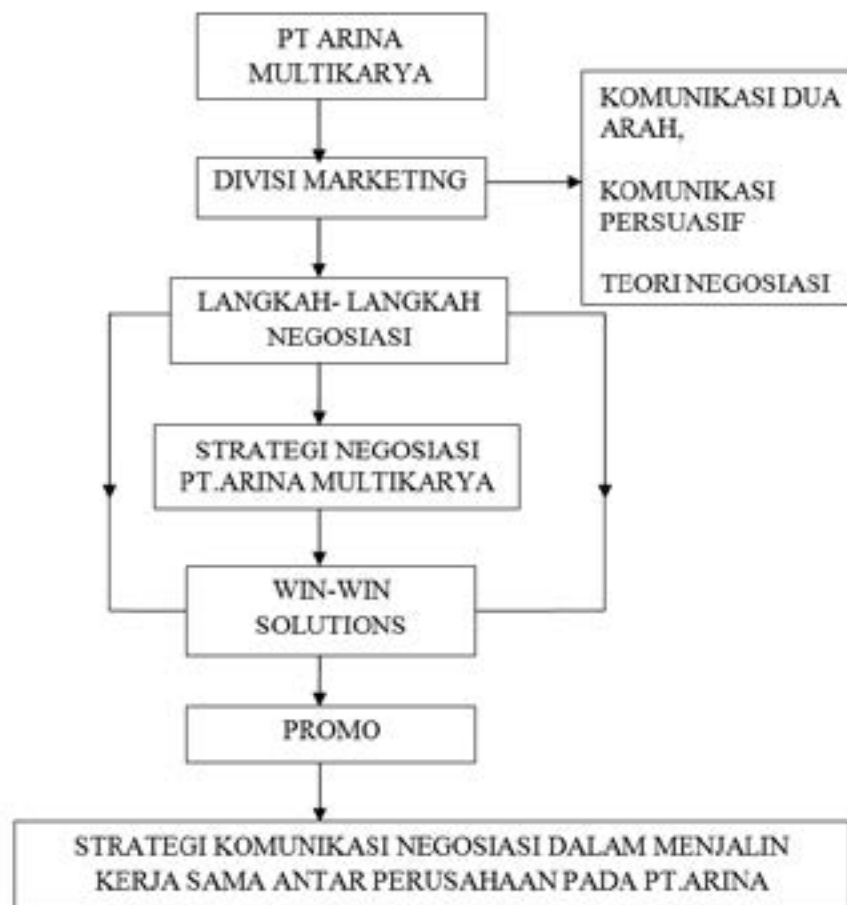 PT ARINA
MULTIKARYA
DIVISI MARKETING
KOMUNIKASI DUA
ARAH,
KOMUNIKASI
PERSUASIF
TEORI NEGOSIASI
LANGKAH- LANGKAH
NEGOSIASI
STRATEGI NEGOSIASI
PT.ARINA MULTIKARYA
WIN-WIN
SOLUTIONS
PROMO
STRATEGI KOMUNIKASI NEGOSIASI DALAM MENJALIN
KERJA SAMA ANTAR PERUSAHAAN PADA PT.ARINA